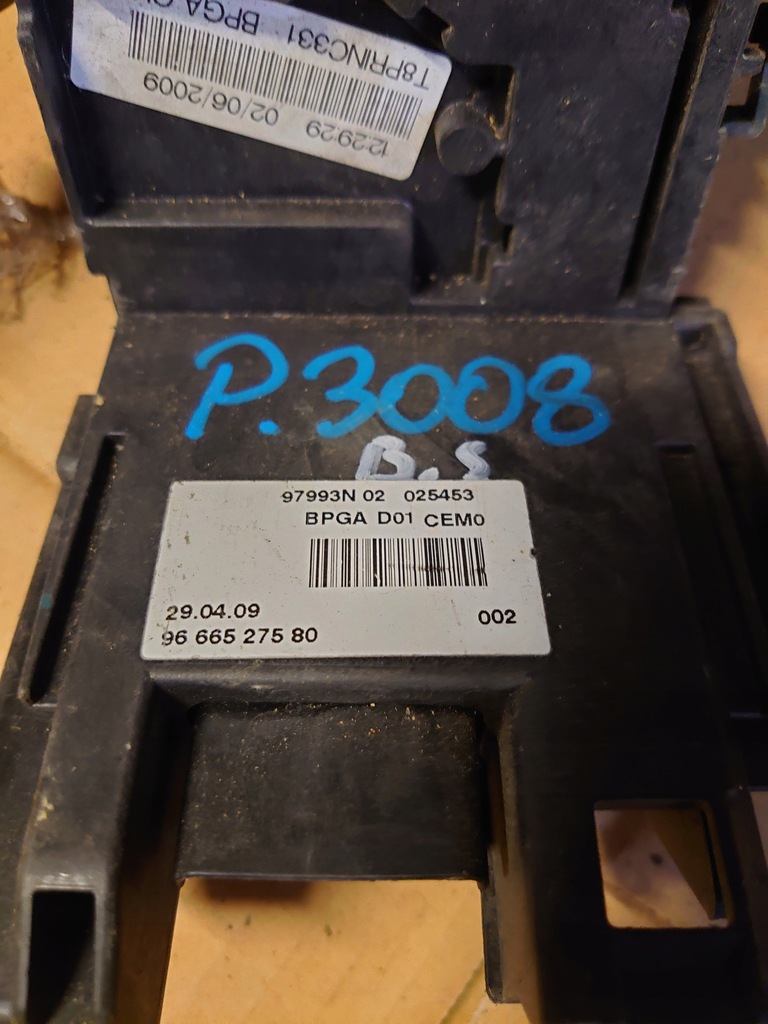 T8PRINC331 BPGA
12:29:29 02/06/2009
P.3008
B.S
97993N 02 025453
BPGA D01 CEM0
29.04.09
002
96 665 275 80